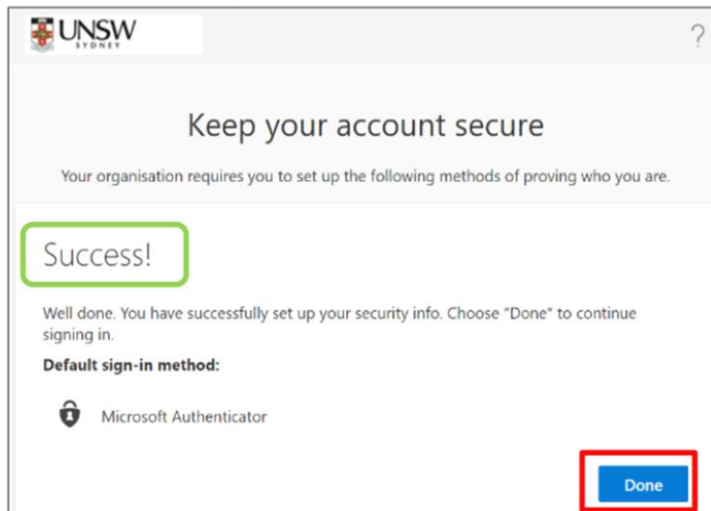 UNSW
SYDNEY
?
Keep your account secure
Your organisation requires you to set up the following methods of proving who you are.
Success!
Well done. You have successfully set up your security info. Choose "Done" to continue
signing in.
Default sign-in method:
Microsoft Authenticator
Done